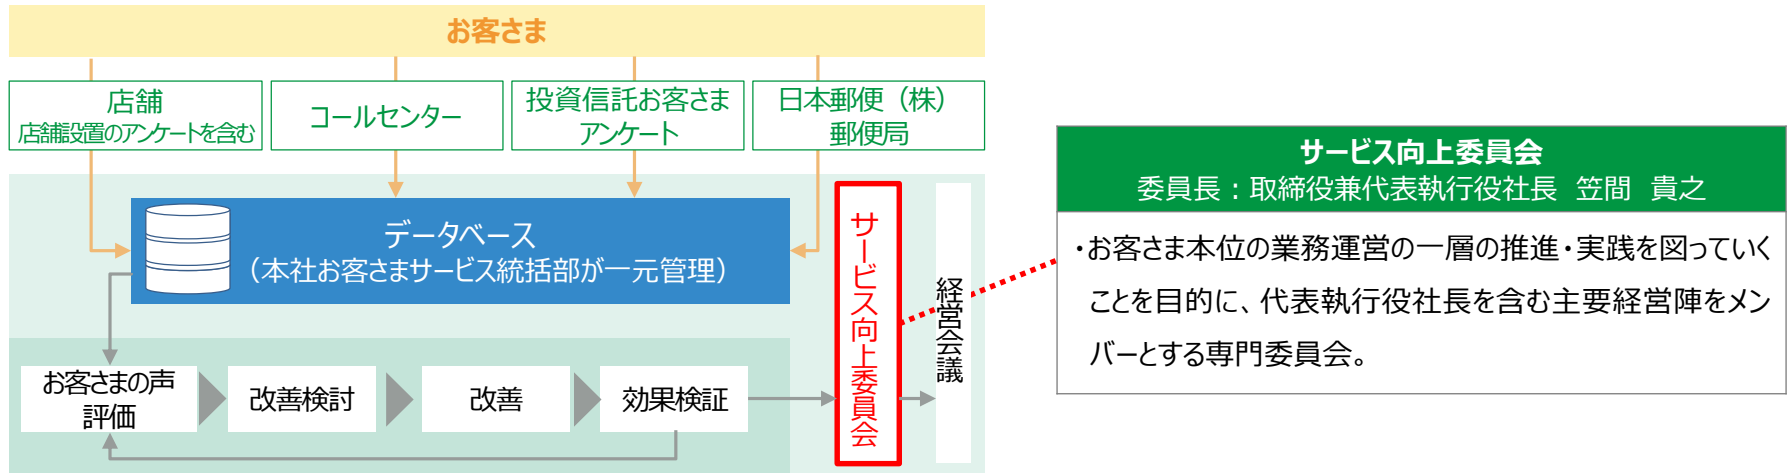 お客さま
店舗
店舗設置のアンケートを含む
コールセンター
投資信託お客さま
アンケート
日本郵便（株）
郵便局
データベース
（本社お客さまサービス統括部が一元管理）
お客さまの声
評価
改善検討
改善
効果検証
サービス向上委員会
経営会議
サービス向上委員会
委員長：取締役兼代表執行役社長 笠間 貴之
・お客さま本位の業務運営の一層の推進・実践を図っていく
ことを目的に、代表執行役社長を含む主要経営陣をメン
バーとする専門委員会。